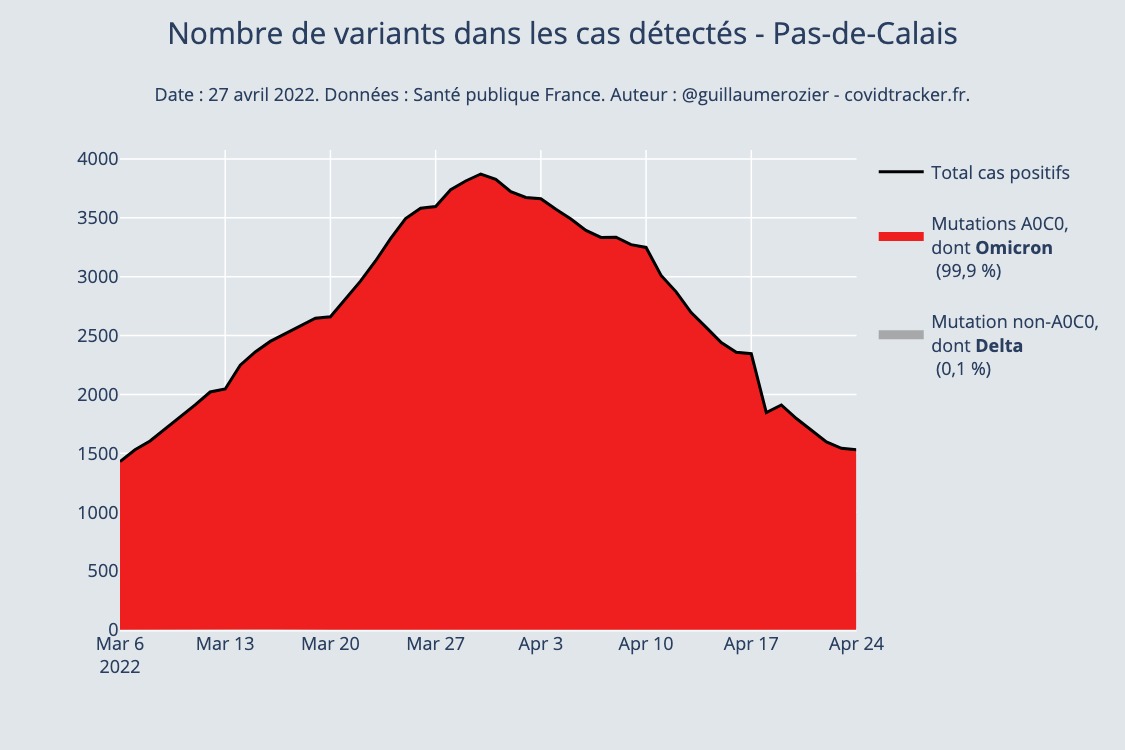 Nombre de variants dans les cas détectés - Pas-de-Calais
Date : 27 avril 2022. Données : Santé publique France. Auteur : @guillaumerozier - covidtracker.fr.
4000
3500
3000
2500
2000
1500
1000
500
0
Mar 6
2022
Mar 13
Mar 20
Mar 27
Apr 3
Apr 10
Apr 17
Apr 24
Total cas positifs
Mutations A0C0,
dont Omicron
(99,9 %)
Mutation non-A0C0,
dont Delta
(0,1 %)